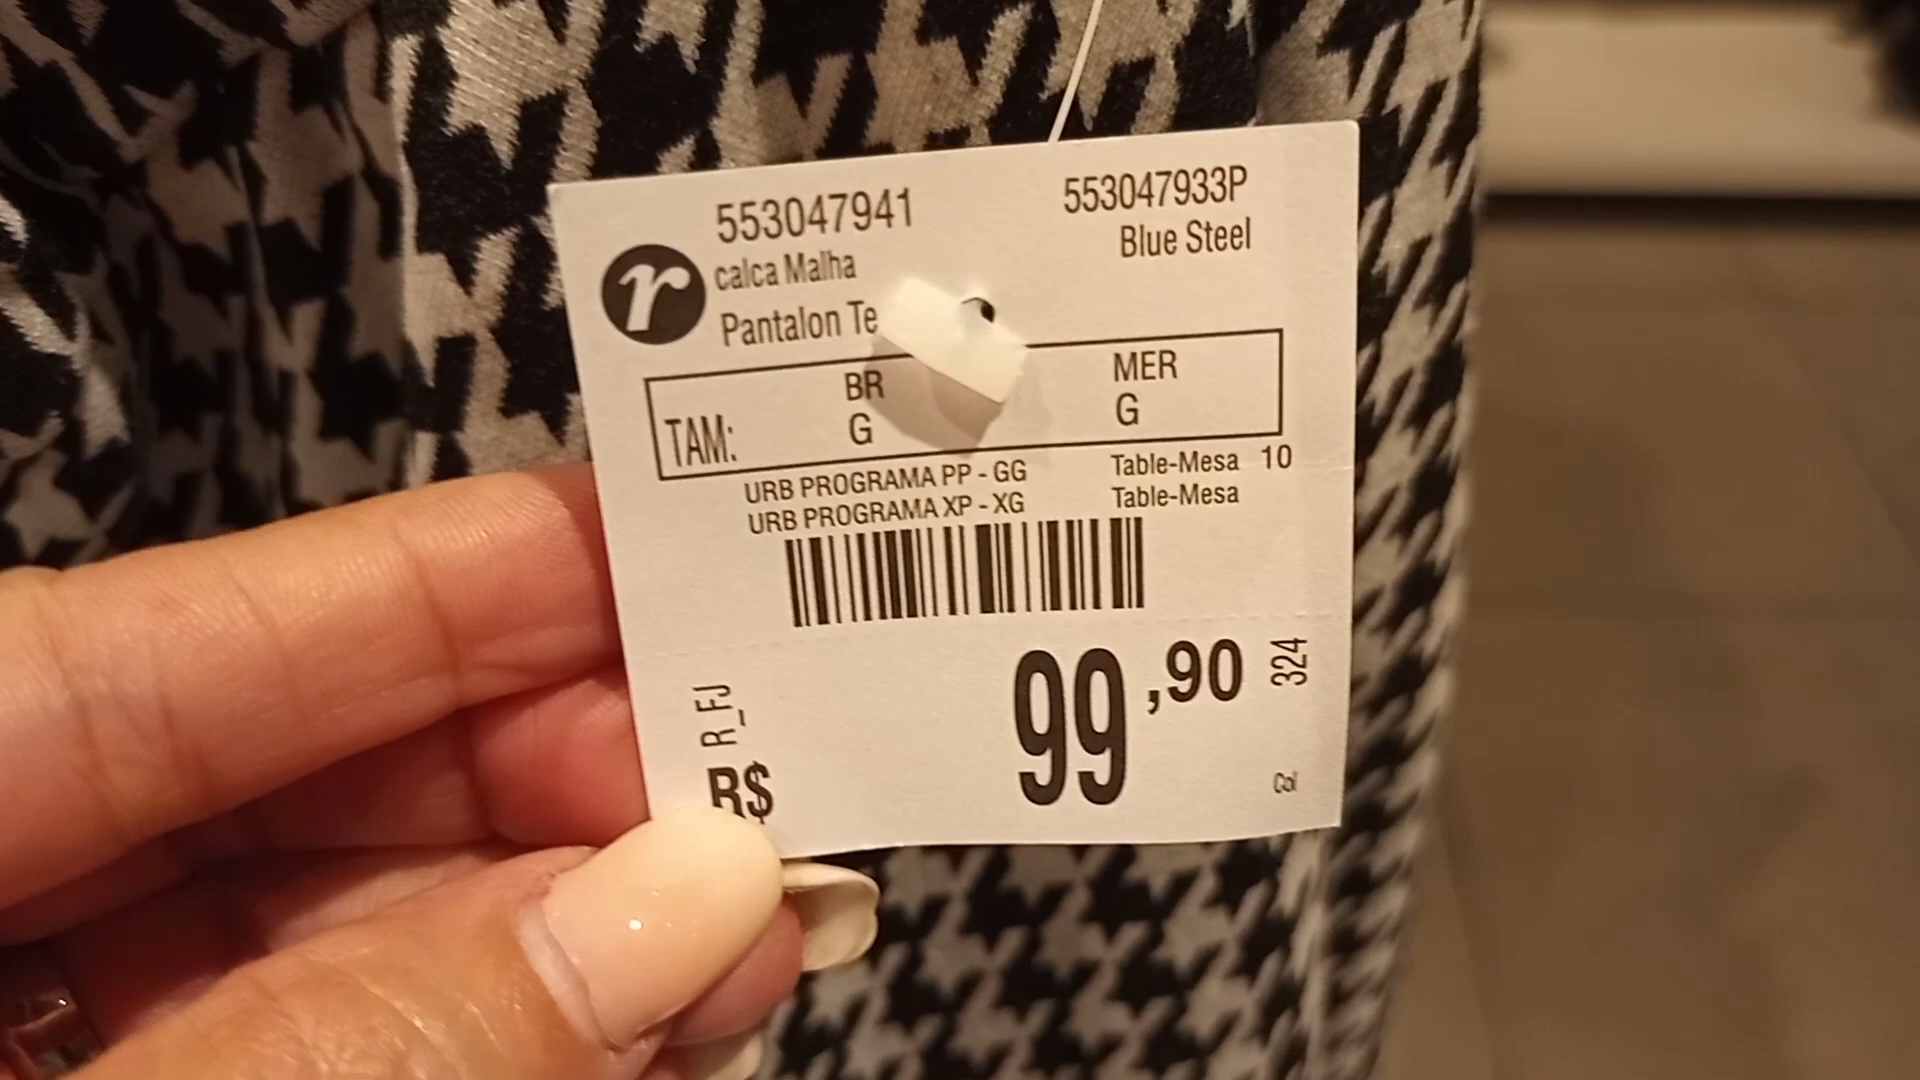 553047941 553047933P
Blue Steel
r
calca Malha
Pantalon Te
BR MER
TAM: G G
URB PROGRAMA PP - GG Table-Mesa 10
URB PROGRAMA XP - XG Table-Mesa
R_FJ
R$ 99,90
324
Col